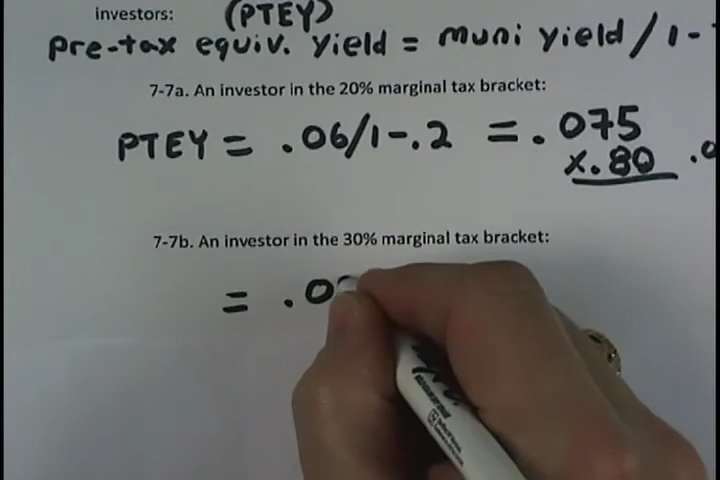 investors: (PTEY)
Pre-tax equiv. yield = muni yield / 1-
7-7a. An investor in the 20% marginal tax bracket:
PTEY = .06/1-.2 = .075
x.80 .0
7-7b. An investor in the 30% marginal tax bracket:
= .0